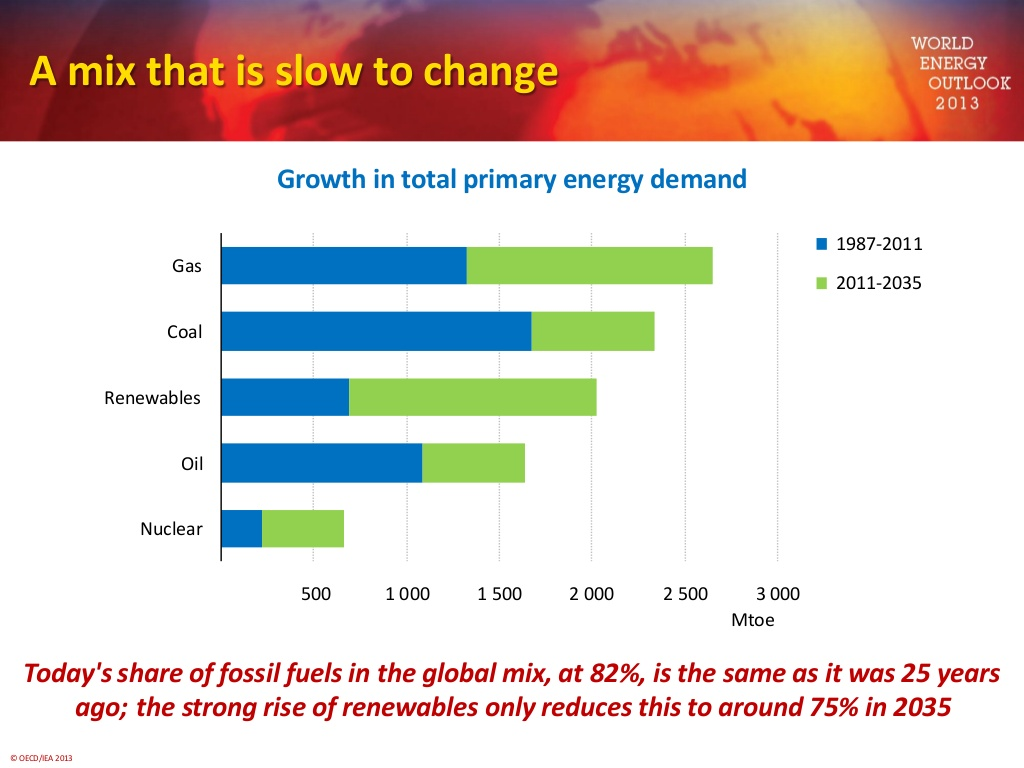 A mix that is slow to change
WORLD
ENERGY
OUTLOOK
2013
Growth in total primary energy demand
1987-2011
2011-2035
Gas
Coal
Renewables
Oil
Nuclear
500 1 000 1 500 2 000 2 500 3 000
Mtoe
Today's share of fossil fuels in the global mix, at 82%, is the same as it was 25 years
ago; the strong rise of renewables only reduces this to around 75% in 2035
© OECD/IEA 2013